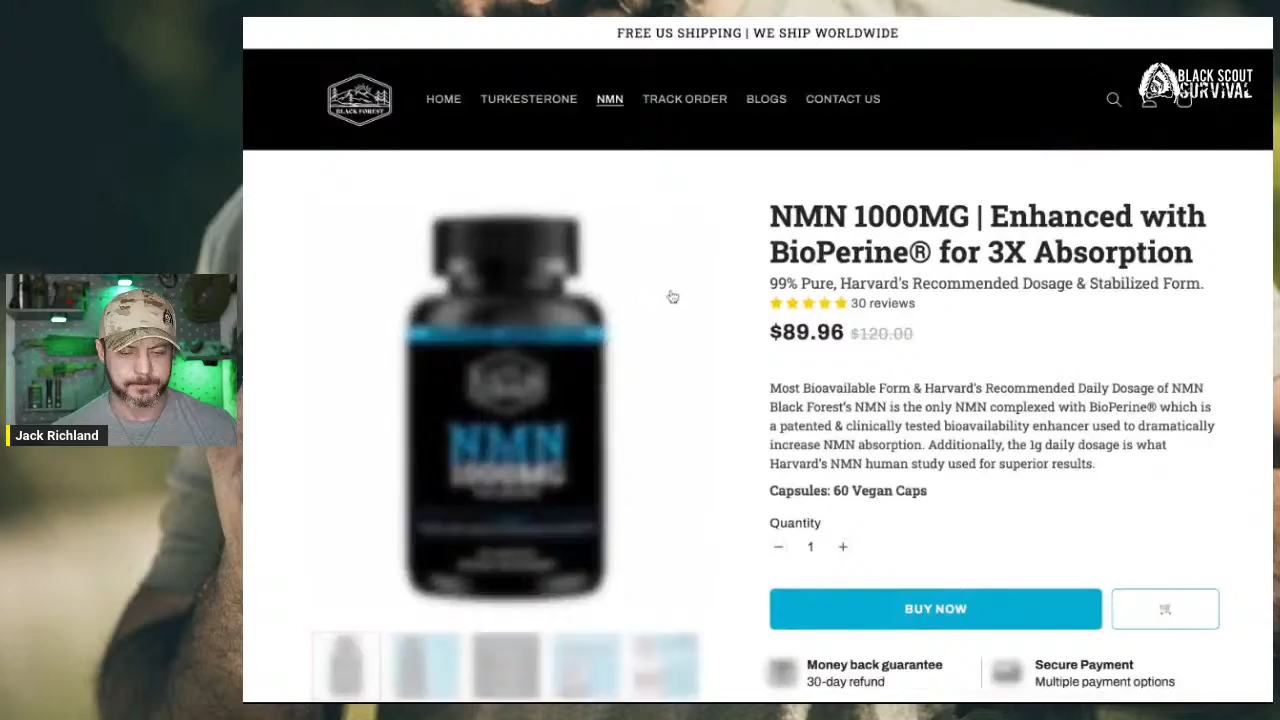 FREE US SHIPPING | WE SHIP WORLDWIDE
BLACK FOREST
HOME TURKESTERONE NMN TRACK ORDER BLOGS CONTACT US
BLACK SCOUT
SURVIVAL
NMN 1000MG | Enhanced with
BioPerine® for 3X Absorption
99% Pure, Harvard's Recommended Dosage & Stabilized Form.
30 reviews
$89.96 $120.00
Most Bioavailable Form & Harvard's Recommended Daily Dosage of NMN
Black Forest's NMN is the only NMN complexed with BioPerine® which is
a patented & clinically tested bioavailability enhancer used to dramatically
increase NMN absorption. Additionally, the 1g daily dosage is what
Harvard's NMN human study used for superior results.
Capsules: 60 Vegan Caps
Quantity
− 1 +
BUY NOW
Money back guarantee
30-day refund
Secure Payment
Multiple payment options
NMN
1000MG
Jack Richland